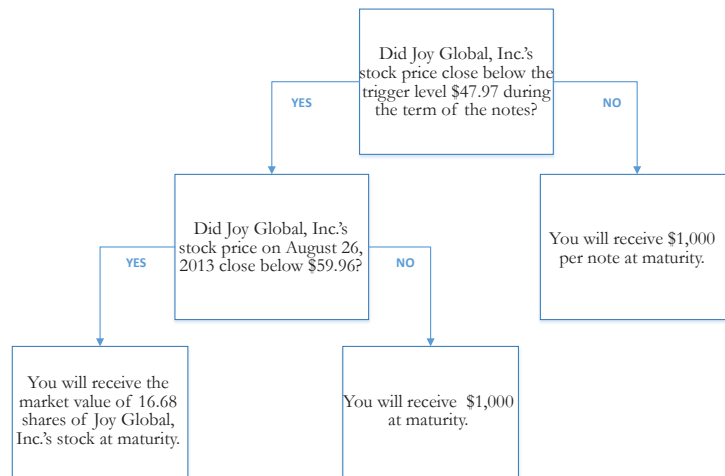 Did Joy Global, Inc.'s
stock price close below the
trigger level $47.97 during
the term of the notes?
YES
NO
Did Joy Global, Inc.'s
stock price on August 26,
2013 close below $59.96?
You will receive $1,000
per note at maturity.
YES
NO
You will receive the
market value of 16.68
shares of Joy Global,
Inc.'s stock at maturity.
You will receive $1,000
at maturity.